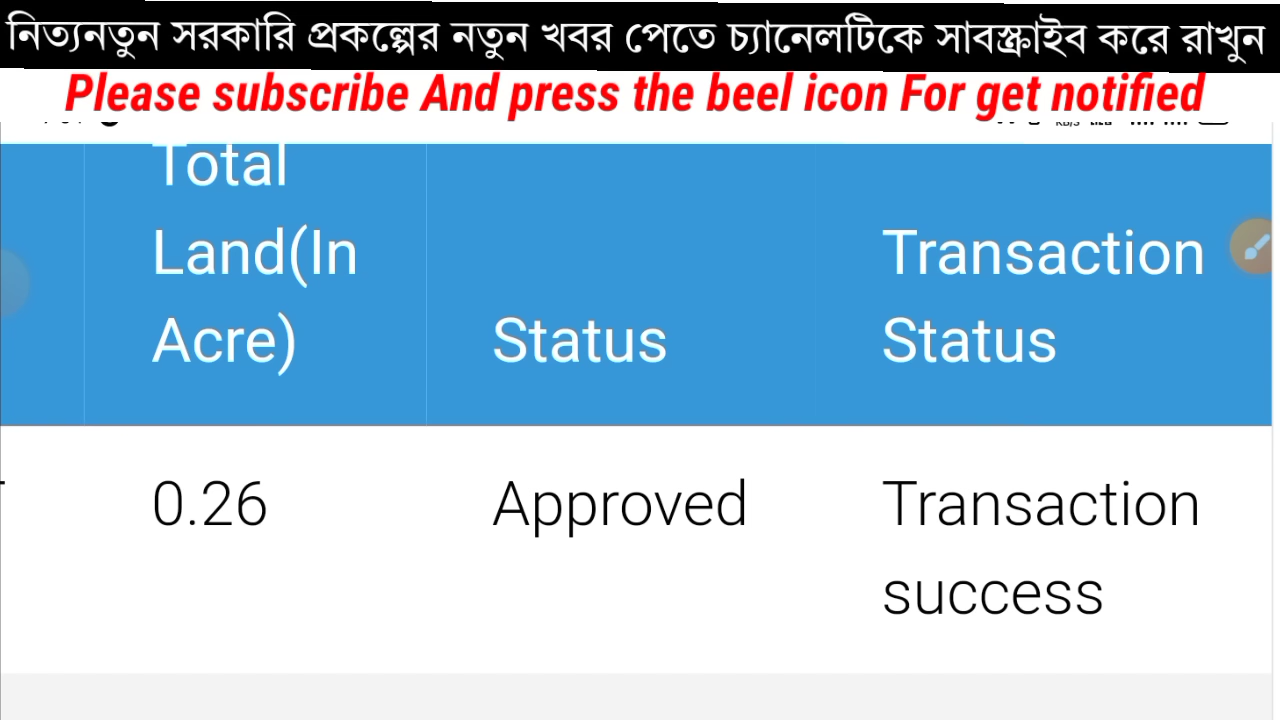 নিত্যনতুন সরকারি প্রকল্পের নতুন খবর পেতে চ্যানেলটিকে সাবস্ক্রাইব করে রাখুন
Please subscribe And press the beel icon For get notified
Total
Land(In
Acre)
Status
Transaction
Status
0.26
Approved
Transaction
success